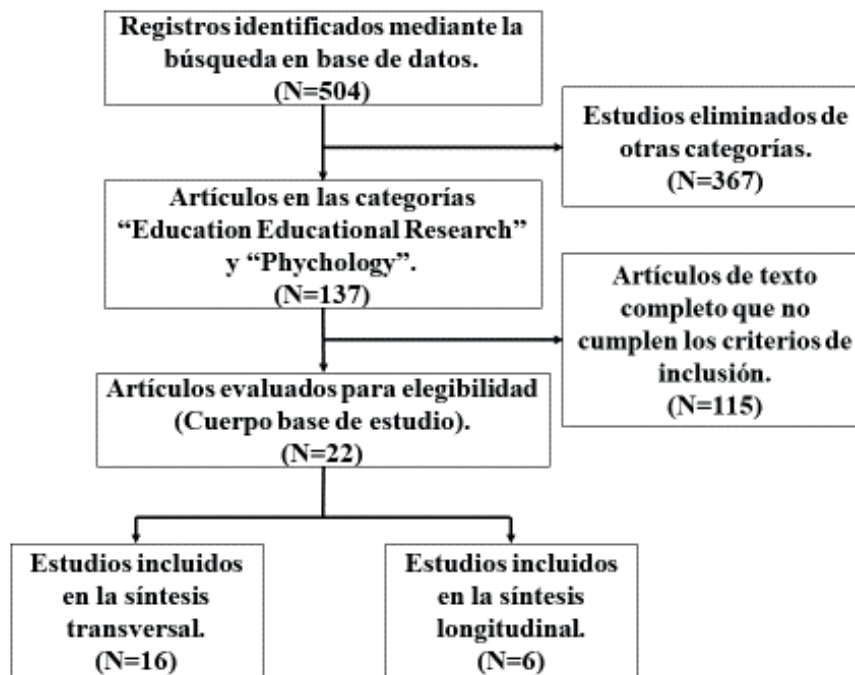 Registros identificados mediante la
búsqueda en base de datos.
(N=504)
Estudios eliminados de
otras categorías.
(N=367)
Artículos en las categorías
“Education Educational Research”
y “Phychology”.
(N=137)
Artículos de texto
completo que no
cumplen los criterios de
inclusión.
(N=115)
Artículos evaluados para elegibilidad
(Cuerpo base de estudio).
(N=22)
Estudios incluidos
en la síntesis
transversal.
(N=16)
Estudios incluidos
en la síntesis
longitudinal.
(N=6)